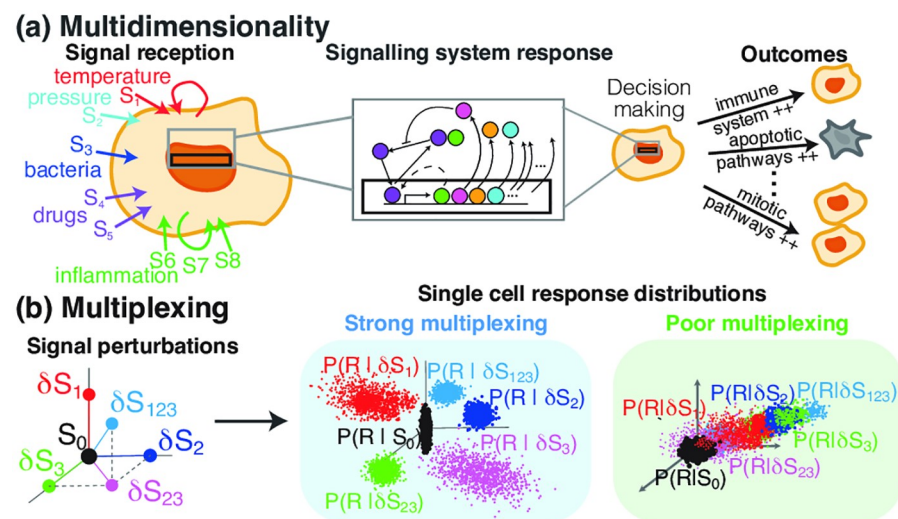 (a) Multidimensionality
Signal reception
Signalling system response
Outcomes
temperature
S1
pressure
S2
S3
bacteria
S4
drugs
S5
S6 S7 S8
inflammation
...
...
Decision
making
immune
system ++
apoptotic
pathways ++
mitotic
pathways ++
(b) Multiplexing
Single cell response distributions
Signal perturbations
Strong multiplexing
Poor multiplexing
δS1
δS123
S0
δS2
δS3
δS23
P(R | δS1)
P(R | δS123)
P(R | δS2)
P(R | S0)
P(R | δS3)
P(R | δS23)
P(R|δS1)
P(R|δS2)
P(R|δS123)
P(R|δS3)
P(R|δS23)
P(R|S0)